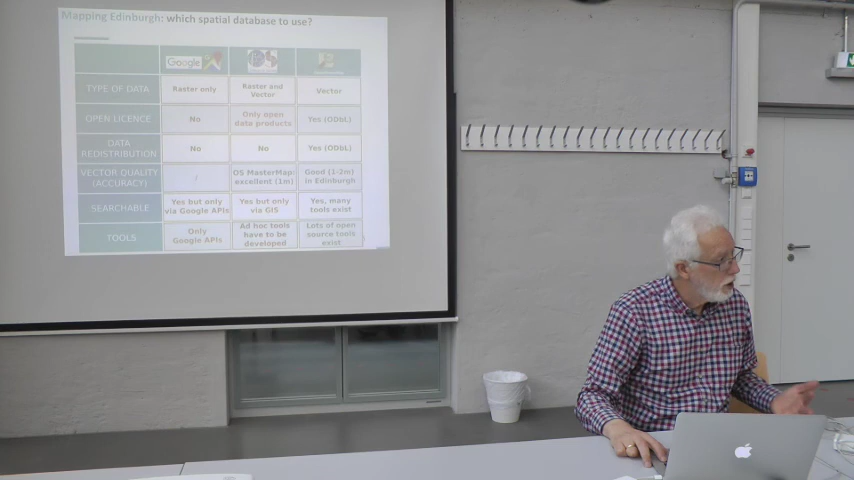 Mapping Edinburgh: which spatial database to use?
Google
TYPE OF DATA
Raster only
Raster and
Vector
Vector
OPEN LICENCE
No
Only open
data products
Yes (ODbL)
DATA
REDISTRIBUTION
No
No
Yes (ODbL)
VECTOR QUALITY
(ACCURACY)
/
OS MasterMap:
excellent (1m)
Good (1-2m)
in Edinburgh
SEARCHABLE
Yes but only
via Google APIs
Yes but only
via GIS
Yes, many
tools exist
TOOLS
Only
Google APIs
Ad hoc tools
have to be
developed
Lots of open
source tools
exist